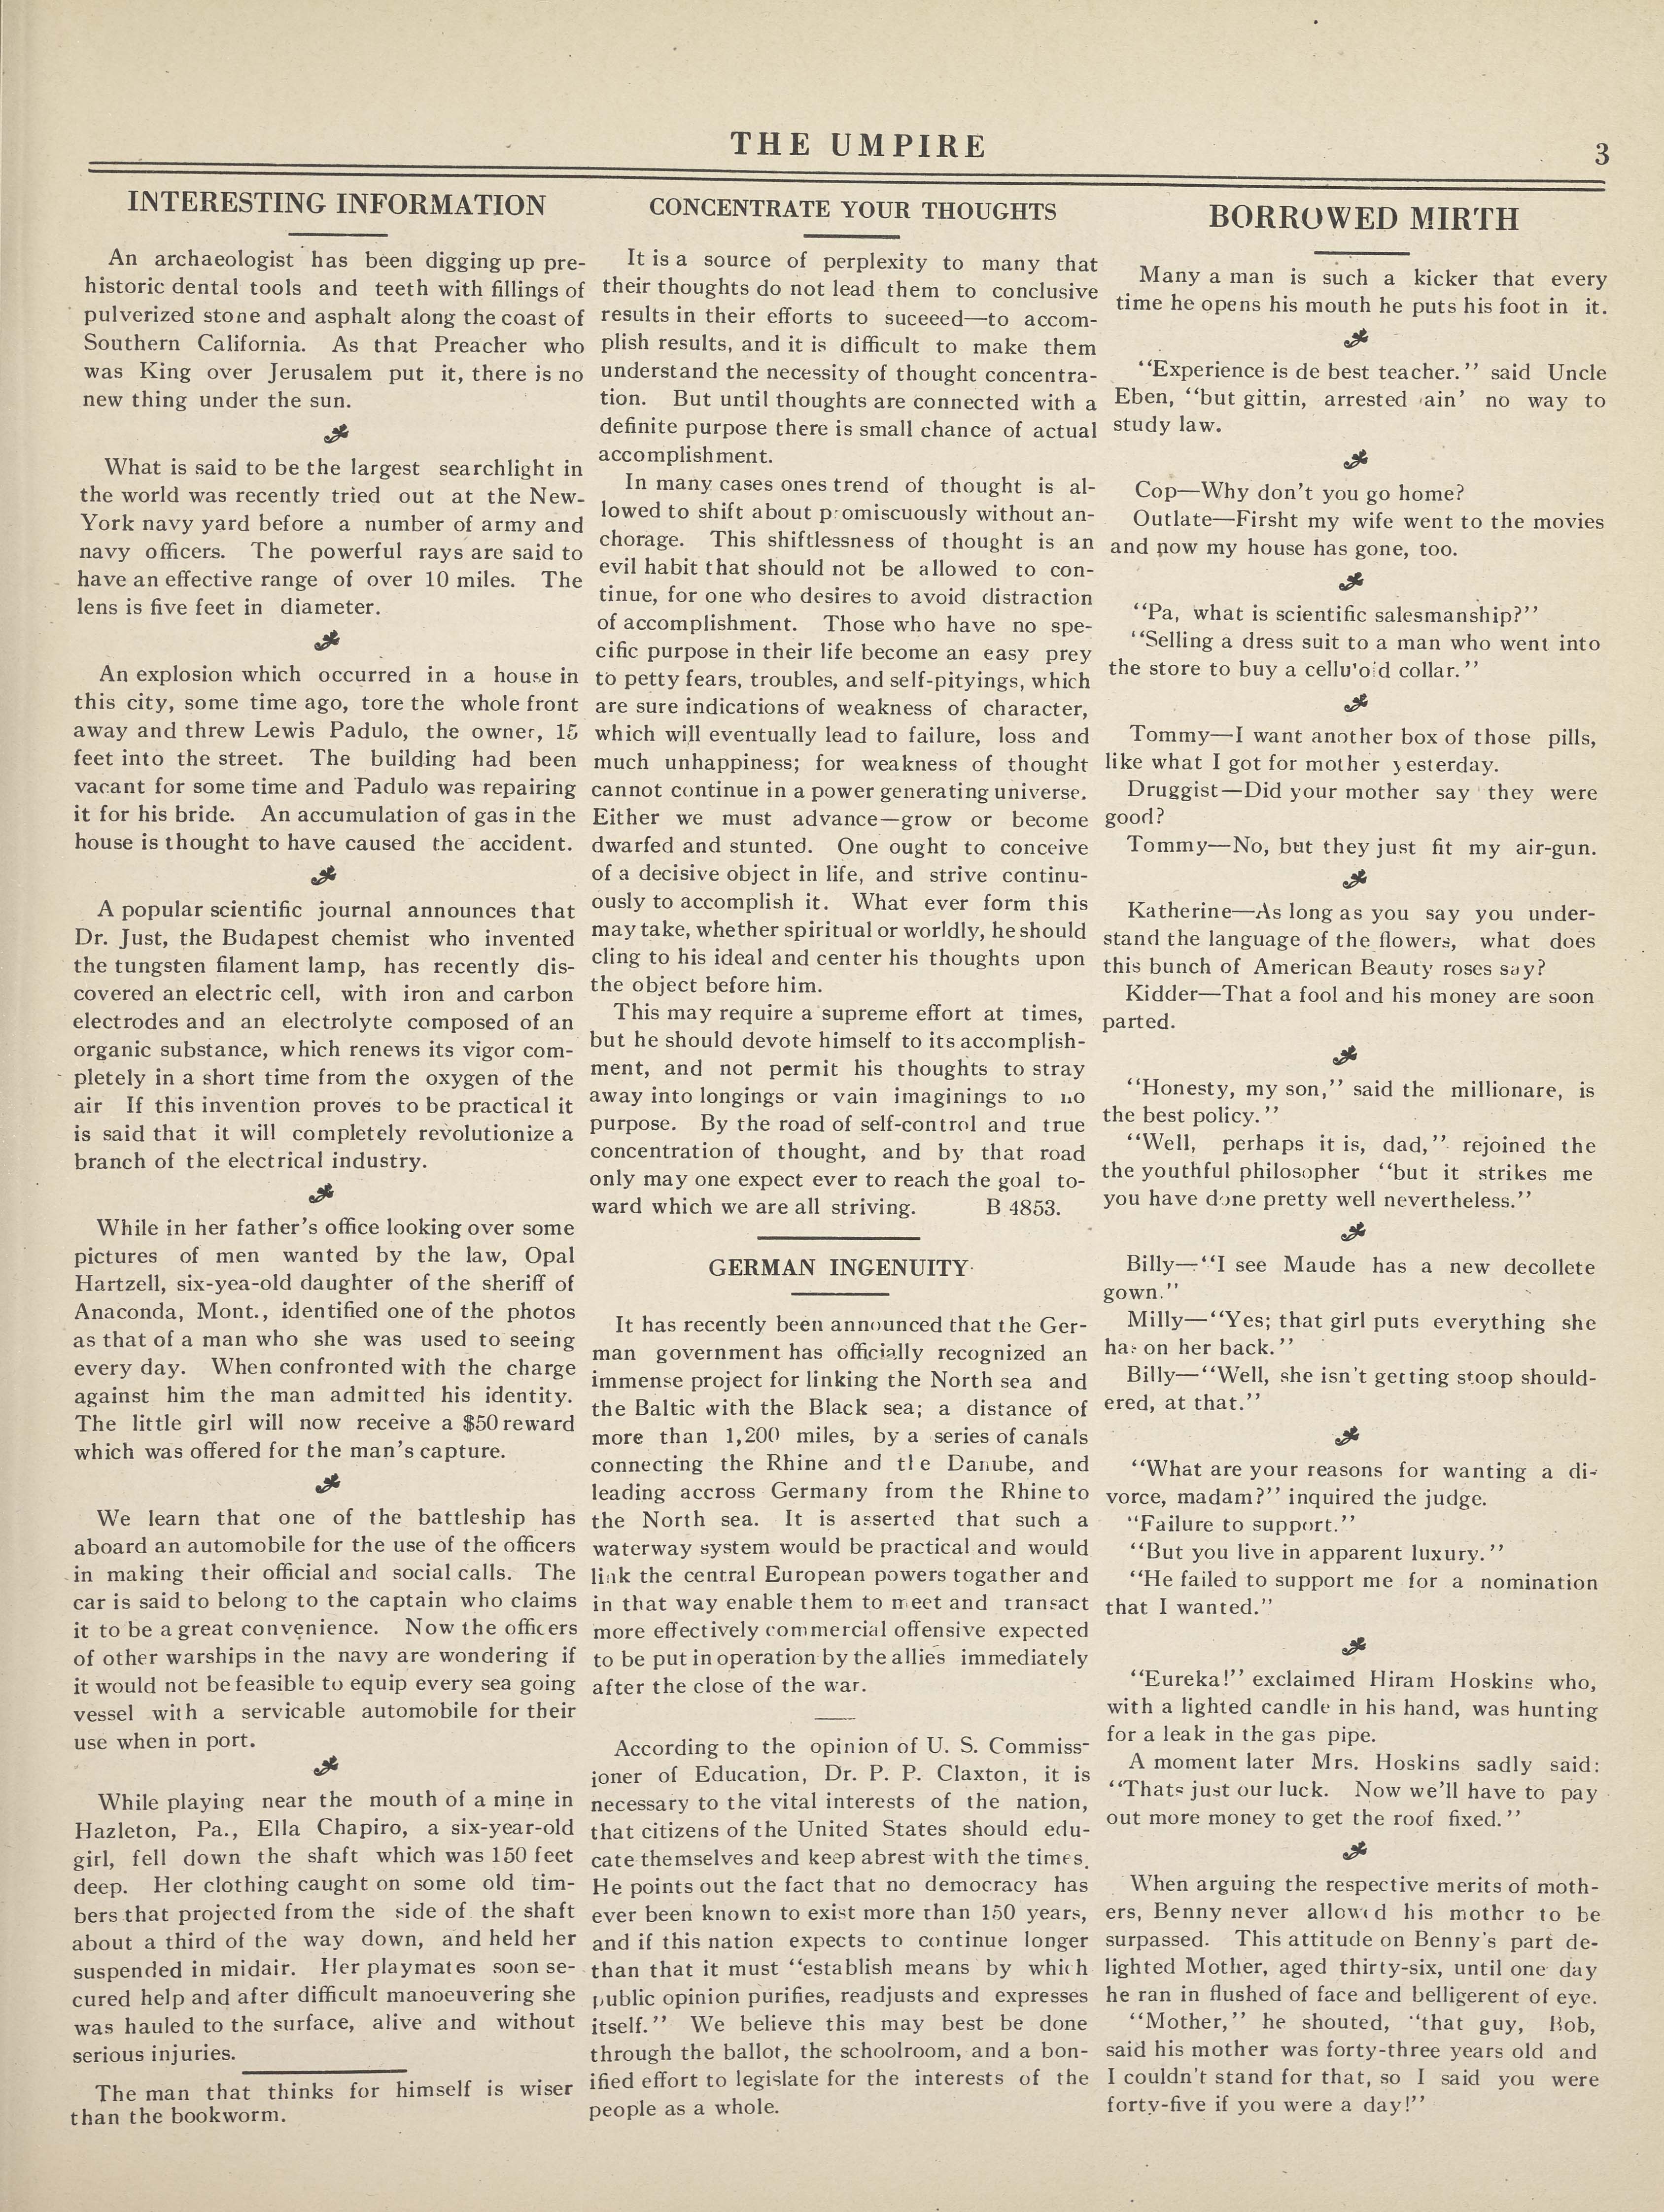 THE UMPIRE
3
INTERESTING INFORMATION
An archaeologist has been digging up pre-
historic dental tools and teeth with fillings of
pulverized stone and asphalt along the coast of
Southern California. As that Preacher who
was King over Jerusalem put it, there is no
new thing under the sun.
What is said to be the largest searchlight in
the world was recently tried out at the New-
York navy yard before a number of army and
navy officers. The powerful rays are said to
have an effective range of over 10 miles. The
lens is five feet in diameter.
An explosion which occurred in a house in
this city, some time ago, tore the whole front
away and threw Lewis Padulo, the owner, 15
feet into the street. The building had been
vacant for some time and Padulo was repairing
it for his bride. An accumulation of gas in the
house is thought to have caused the accident.
A popular scientific journal announces that
Dr. Just, the Budapest chemist who invented
the tungsten filament lamp, has recently dis-
covered an electric cell, with iron and carbon
electrodes and an electrolyte composed of an
organic substance, which renews its vigor com-
pletely in a short time from the oxygen of the
air If this invention proves to be practical it
is said that it will completely revolutionize a
branch of the electrical industry.
While in her father's office looking over some
pictures of men wanted by the law, Opal
Hartzell, six-yea-old daughter of the sheriff of
Anaconda, Mont., identified one of the photos
as that of a man who she was used to seeing
every day. When confronted with the charge
against him the man admitted his identity.
The little girl will now receive a $50 reward
which was offered for the man's capture.
We learn that one of the battleship has
aboard an automobile for the use of the officers
in making their official and social calls. The
car is said to belong to the captain who claims
it to be a great convenience. Now the officers
of other warships in the navy are wondering if
it would not be feasible to equip every sea going
vessel with a servicable automobile for their
use when in port.
While playing near the mouth of a mine in
Hazleton, Pa., Ella Chapiro, a six-year-old
girl, fell down the shaft which was 150 feet
deep. Her clothing caught on some old tim-
bers that projected from the side of the shaft
about a third of the way down, and held her
suspended in midair. Her playmates soon se-
cured help and after difficult manoeuvering she
was hauled to the surface, alive and without
serious injuries.
The man that thinks for himself is wiser
than the bookworm.
CONCENTRATE YOUR THOUGHTS
It is a source of perplexity to many that
their thoughts do not lead them to conclusive
results in their efforts to suceeed—to accom-
plish results, and it is difficult to make them
understand the necessity of thought concentra-
tion. But until thoughts are connected with a
definite purpose there is small chance of actual
accomplishment.
In many cases ones trend of thought is al-
lowed to shift about promiscuously without an-
chorage. This shiftlessness of thought is an
evil habit that should not be allowed to con-
tinue, for one who desires to avoid distraction
of accomplishment. Those who have no spe-
cific purpose in their life become an easy prey
to petty fears, troubles, and self-pityings, which
are sure indications of weakness of character,
which will eventually lead to failure, loss and
much unhappiness; for weakness of thought
cannot continue in a power generating universe.
Either we must advance—grow or become
dwarfed and stunted. One ought to conceive
of a decisive object in life, and strive continu-
ously to accomplish it. What ever form this
may take, whether spiritual or worldly, he should
cling to his ideal and center his thoughts upon
the object before him.
This may require a supreme effort at times,
but he should devote himself to its accomplish-
ment, and not permit his thoughts to stray
away into longings or vain imaginings to no
purpose. By the road of self-control and true
concentration of thought, and by that road
only may one expect ever to reach the goal to-
ward which we are all striving. B 4853.
GERMAN INGENUITY
It has recently been announced that the Ger-
man government has officially recognized an
immense project for linking the North sea and
the Baltic with the Black sea; a distance of
more than 1,200 miles, by a series of canals
connecting the Rhine and the Danube, and
leading accross Germany from the Rhine to
the North sea. It is asserted that such a
waterway system would be practical and would
link the central European powers togather and
in that way enable them to meet and transact
more effectively commercial offensive expected
to be put in operation by the allies immediately
after the close of the war.
According to the opinion of U. S. Commiss-
ioner of Education, Dr. P. P. Claxton, it is
necessary to the vital interests of the nation,
that citizens of the United States should edu-
cate themselves and keep abrest with the times.
He points out the fact that no democracy has
ever been known to exist more than 150 years,
and if this nation expects to continue longer
than that it must "establish means by which
public opinion purifies, readjusts and expresses
itself." We believe this may best be done
through the ballot, the schoolroom, and a bon-
ified effort to legislate for the interests of the
people as a whole.
BORROWED MIRTH
Many a man is such a kicker that every
time he opens his mouth he puts his foot in it.
"Experience is de best teacher." said Uncle
Eben, "but gittin, arrested 'ain' no way to
study law.
Cop—Why don't you go home?
Outlate—Firsht my wife went to the movies
and now my house has gone, too.
"Pa, what is scientific salesmanship?"
"Selling a dress suit to a man who went into
the store to buy a celluloid collar."
Tommy—I want another box of those pills,
like what I got for mother yesterday.
Druggist—Did your mother say they were
good?
Tommy—No, but they just fit my air-gun.
Katherine—As long as you say you under-
stand the language of the flowers, what does
this bunch of American Beauty roses say?
Kidder—That a fool and his money are soon
parted.
"Honesty, my son," said the millionare, is
the best policy."
"Well, perhaps it is, dad," rejoined the
the youthful philosopher "but it strikes me
you have done pretty well nevertheless."
Billy—"I see Maude has a new decollete
gown."
Milly—"Yes; that girl puts everything she
has on her back."
Billy—"Well, she isn't getting stoop should-
ered, at that."
"What are your reasons for wanting a di-
vorce, madam?" inquired the judge.
"Failure to support."
"But you live in apparent luxury."
"He failed to support me for a nomination
that I wanted."
"Eureka!" exclaimed Hiram Hoskins who,
with a lighted candle in his hand, was hunting
for a leak in the gas pipe.
A moment later Mrs. Hoskins sadly said:
"Thats just our luck. Now we'll have to pay
out more money to get the roof fixed."
When arguing the respective merits of moth-
ers, Benny never allowed his mother to be
surpassed. This attitude on Benny's part de-
lighted Mother, aged thirty-six, until one day
he ran in flushed of face and belligerent of eye.
"Mother," he shouted, "that guy, Bob,
said his mother was forty-three years old and
I couldn't stand for that, so I said you were
forty-five if you were a day!"